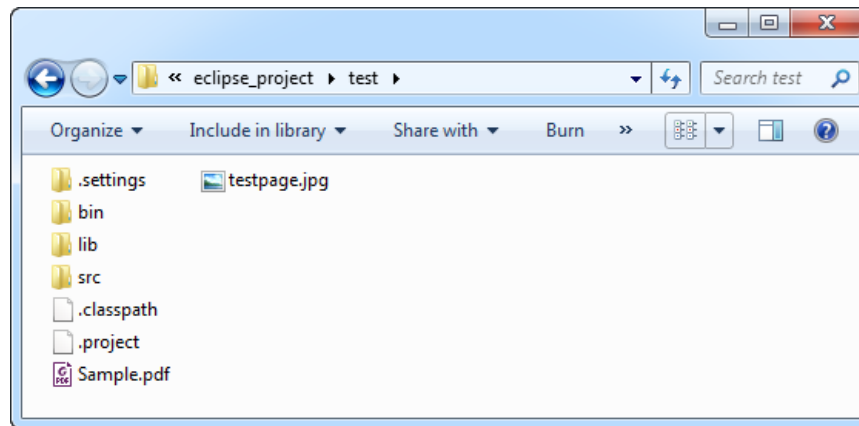 « eclipse_project test Search test
Organize Include in library Share with Burn »
.settings
bin
lib
src
.classpath
.project
Sample.pdf
testpage.jpg